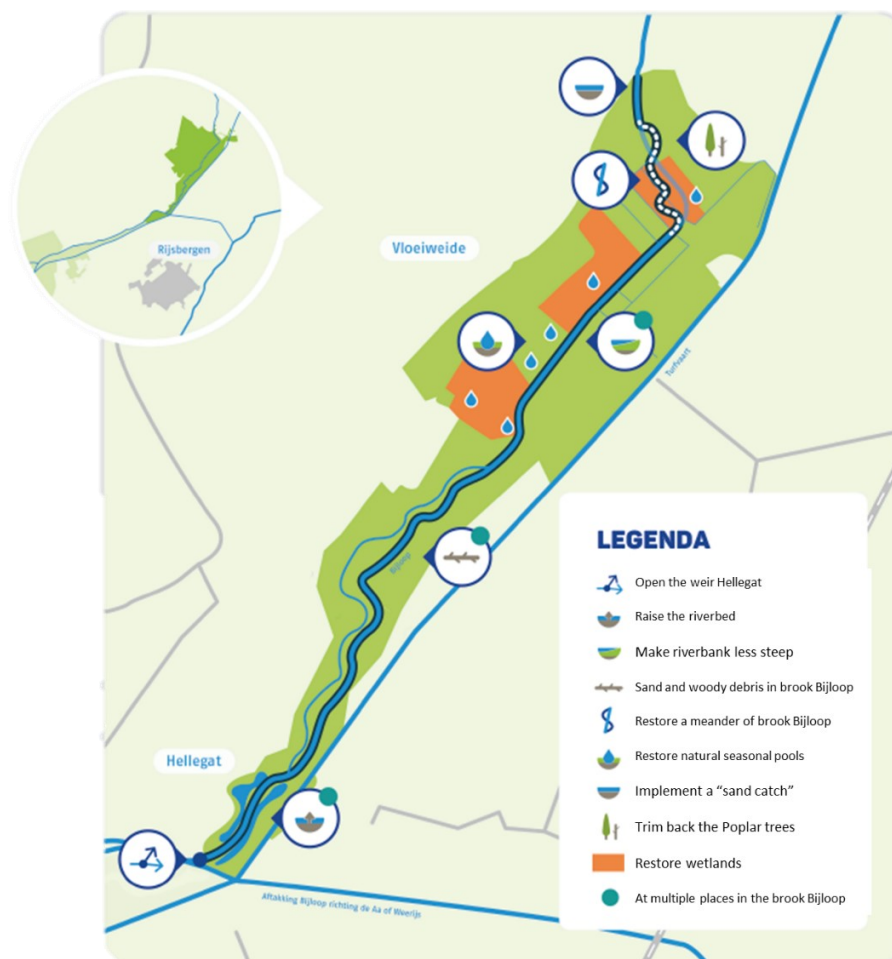 Rijsbergen
Vloeiweide
Turfvaart
Bijloop
Hellegat
Aftakking Bijloop richting de Aa of Weerijs
LEGENDA
Open the weir Hellegat
Raise the riverbed
Make riverbank less steep
Sand and woody debris in brook Bijloop
Restore a meander of brook Bijloop
Restore natural seasonal pools
Implement a “sand catch”
Trim back the Poplar trees
Restore wetlands
At multiple places in the brook Bijloop